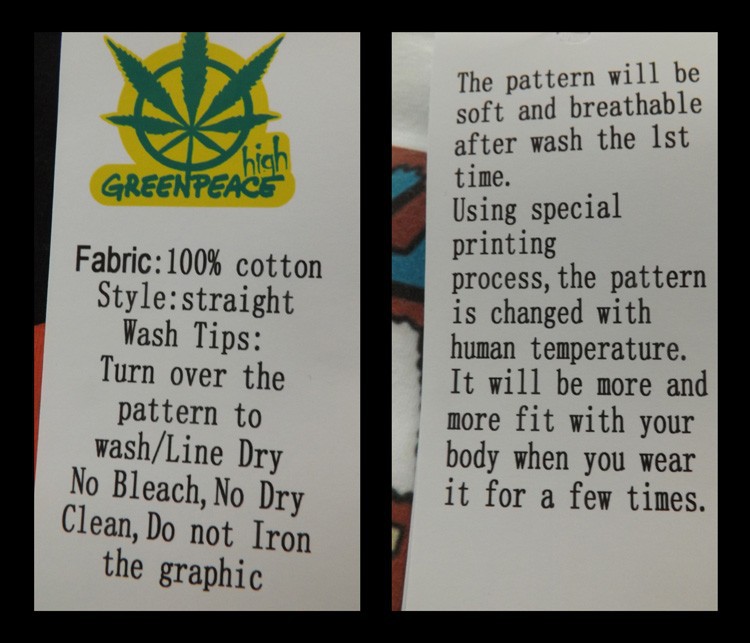 high
GREENPEACE
Fabric:100% cotton
Style:straight
Wash Tips:
Turn over the
pattern to
wash/Line Dry
No Bleach,No Dry
Clean,Do not Iron
the graphic
The pattern will be
soft and breathable
after wash the 1st
time.
Using special
printing
process,the pattern
is changed with
human temperature.
It will be more and
more fit with your
body when you wear
it for a few times.